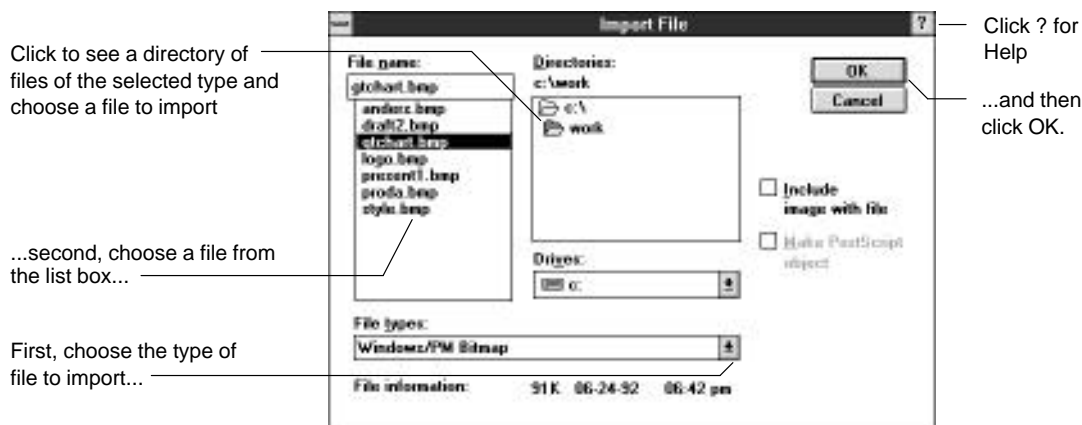 Import File
?
Click ? for
Help
Click to see a directory of
files of the selected type and
choose a file to import
File name:
gtchart.bmp
anders.bmp
draft2.bmp
gtchart.bmp
logo.bmp
present1.bmp
proda.bmp
style.bmp
Directories:
c:\work
c:\
work
OK
Cancel
...and then
click OK.
Include
image with file
Make PostScript
object
...second, choose a file from
the list box...
Drives:
c:
File types:
Windows/PM Bitmap
First, choose the type of
file to import...
File information:
91K 06-24-92 06:42 pm